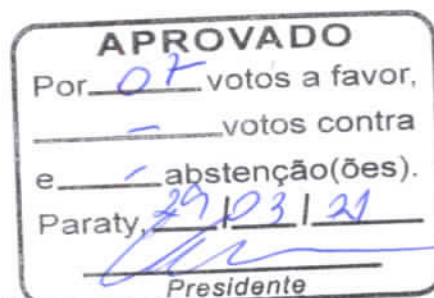 APROVADO
Por 07 votos a favor,
- votos contra
e - abstenção(ões).
Paraty, 29/03/21
Presidente